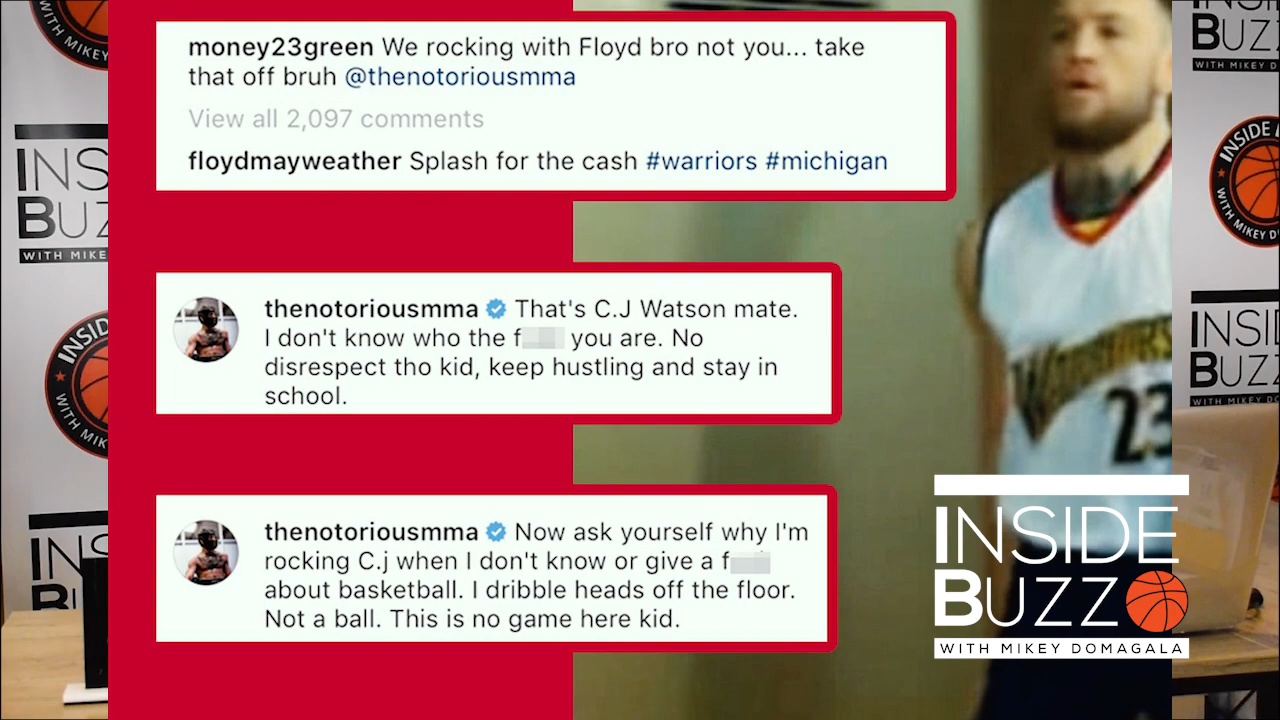 money23green We rocking with Floyd bro not you... take
that off bruh @thenotoriousmma
View all 2,097 comments
floydmayweather Splash for the cash #warriors #michigan
thenotoriousmma That's C.J Watson mate.
I don't know who the f you are. No
disrespect tho kid, keep hustling and stay in
school.
thenotoriousmma Now ask yourself why I'm
rocking C.j when I don't know or give a f
about basketball. I dribble heads off the floor.
Not a ball. This is no game here kid.
WARRIORS
23
INSIDE
BUZZ
WITH MIKEY DOMAGALA